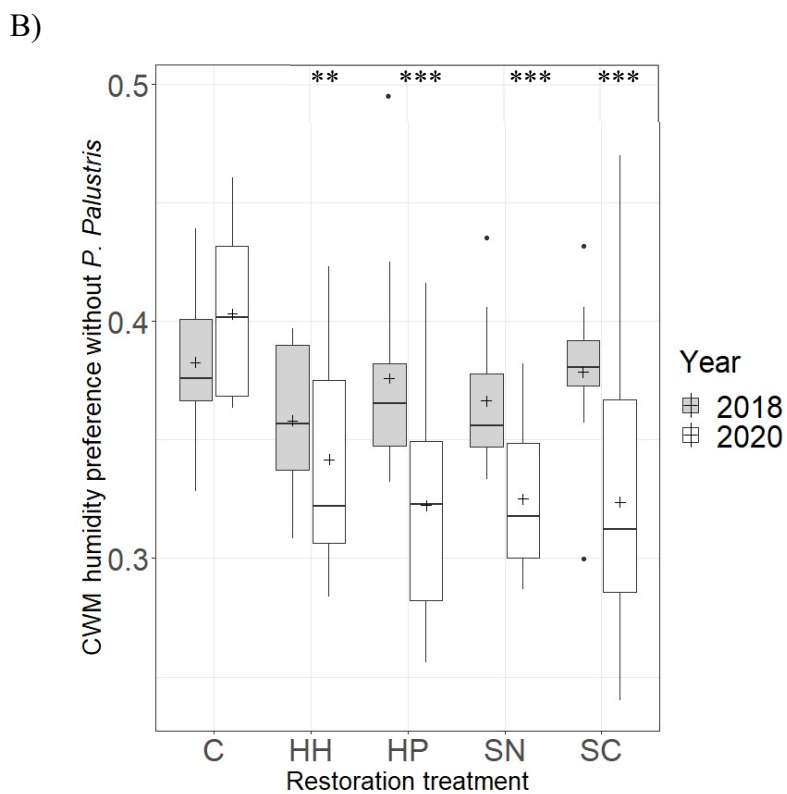 B)
** *** *** ***
0.5
0.4
0.3
CWM humidity preference without P. Palustris
C HH HP SN SC
Restoration treatment
Year
2018
2020